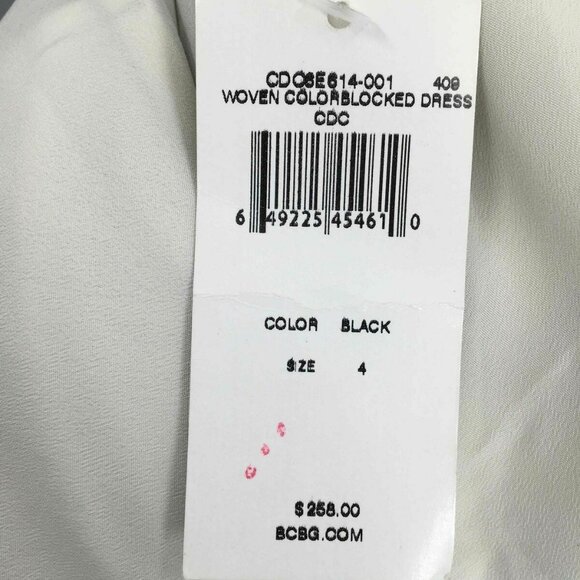 CDC6E614-001 409
WOVEN COLORBLOCKED DRESS
CDC
6 49225 45461 0
COLOR BLACK
SIZE 4
$258.00
BCBG.COM